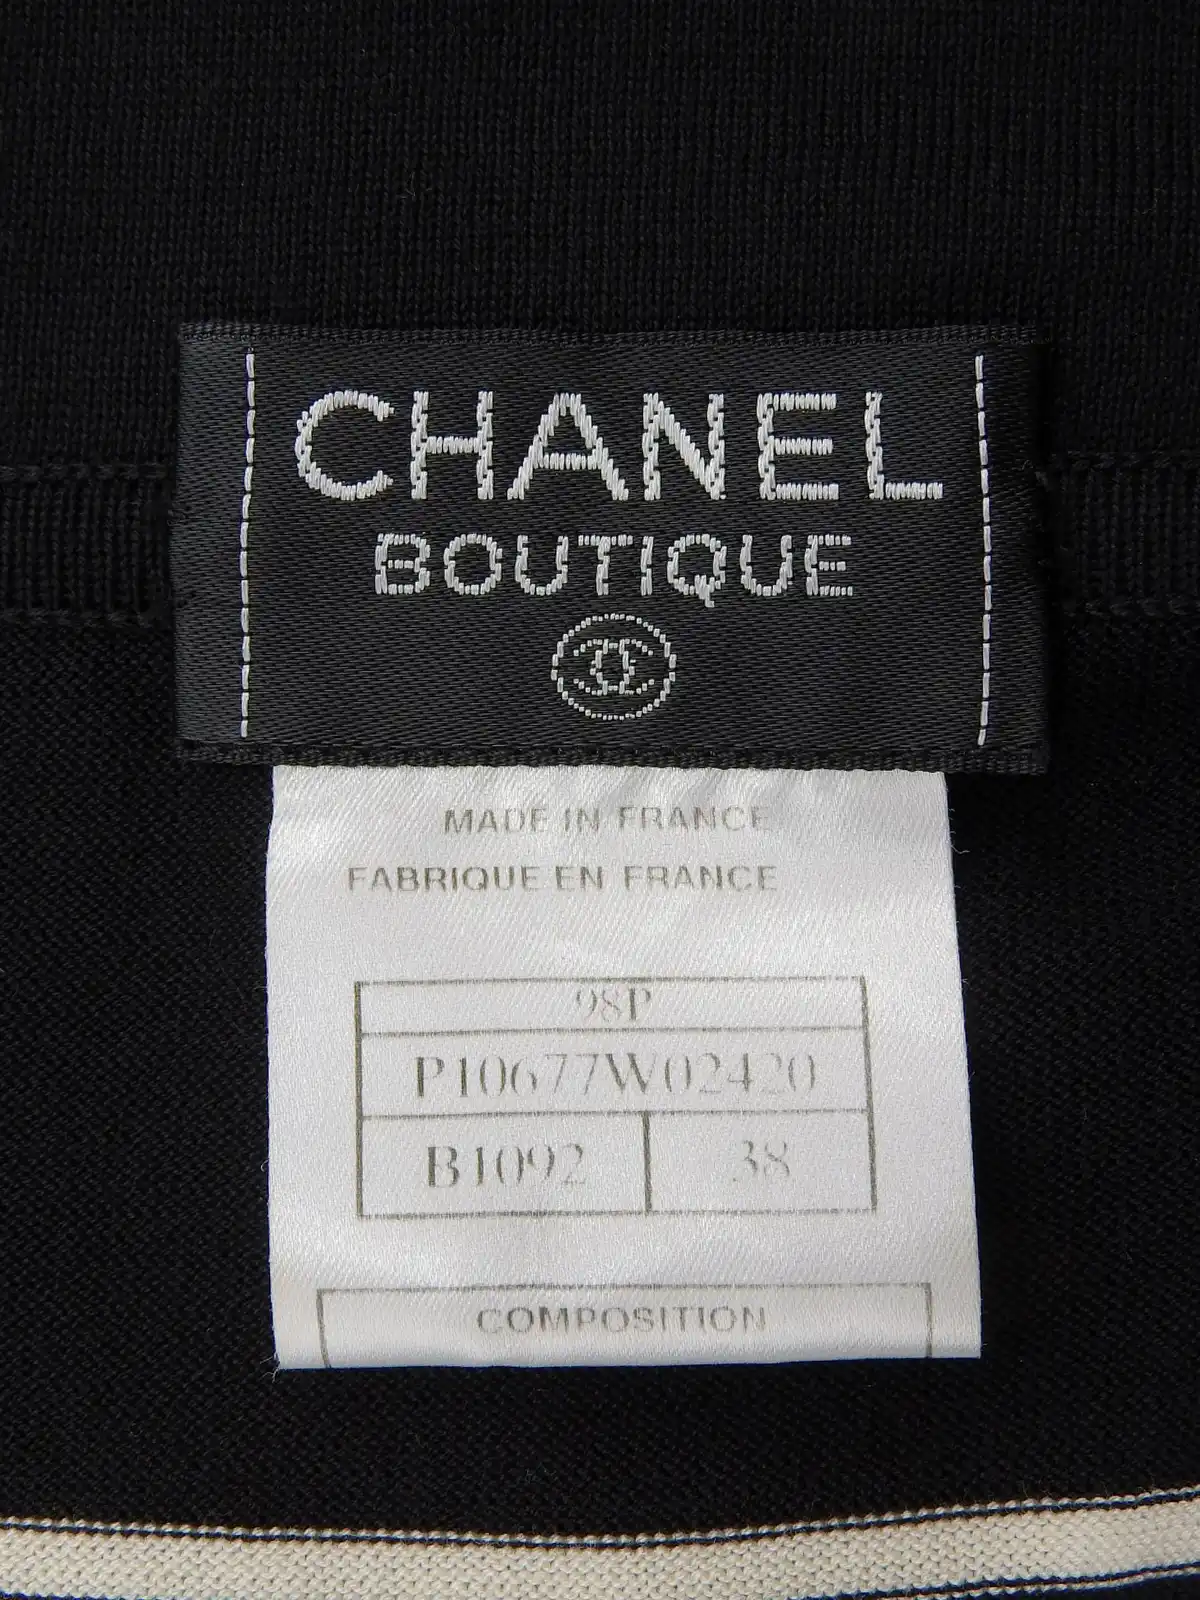 CHANEL
BOUTIQUE
MADE IN FRANCE
FABRIQUE EN FRANCE
98P
P10677W02420
B1092 38
COMPOSITION